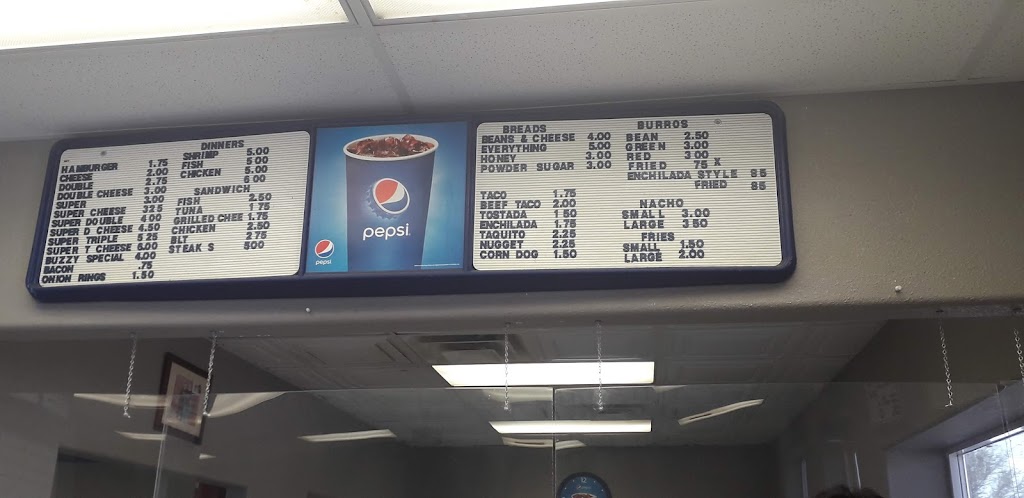 HAMBURGER 1.75
CHEESE 2.00
DOUBLE 2.75
DOUBLE CHEESE 3.00
SUPER 3.00
SUPER CHEESE 325
SUPER DOUBLE 4 00
SUPER D CHEESE 4.50
SUPER TRIPLE 5 25
SUPER T CHEESE 6.00
BUZZY SPECIAL 4.00
BACON .75
ONION RINGS 1.50
DINNERS
SHRIMP 5.00
FISH 5 00
CHICKEN 5.00
6 00
SANDWICH
FISH 2.50
TUNA 1 75
GRILLED CHEE 1.75
CHICKEN 2.50
BLT 2 75
STEAK S 500
pepsi
pepsi
BREADS
BEANS & CHEESE 4.00
EVERYTHING 5.00
HONEY 3.00
POWDER SUGAR 3.00
TACO 1.75
BEEF TACO 2.00
TOSTADA 1 50
ENCHILADA 1.75
TAQUITO 2.25
NUGGET 2.25
CORN DOG 1.50
BURROS
BEAN 2.50
GREEN 3.00
RED 3 00
FRIED 75 X
ENCHILADA STYLE 85
FRIED 85
NACHO
SMALL 3.00
LARGE 3 50
FRIES
SMALL 1.50
LARGE 2.00